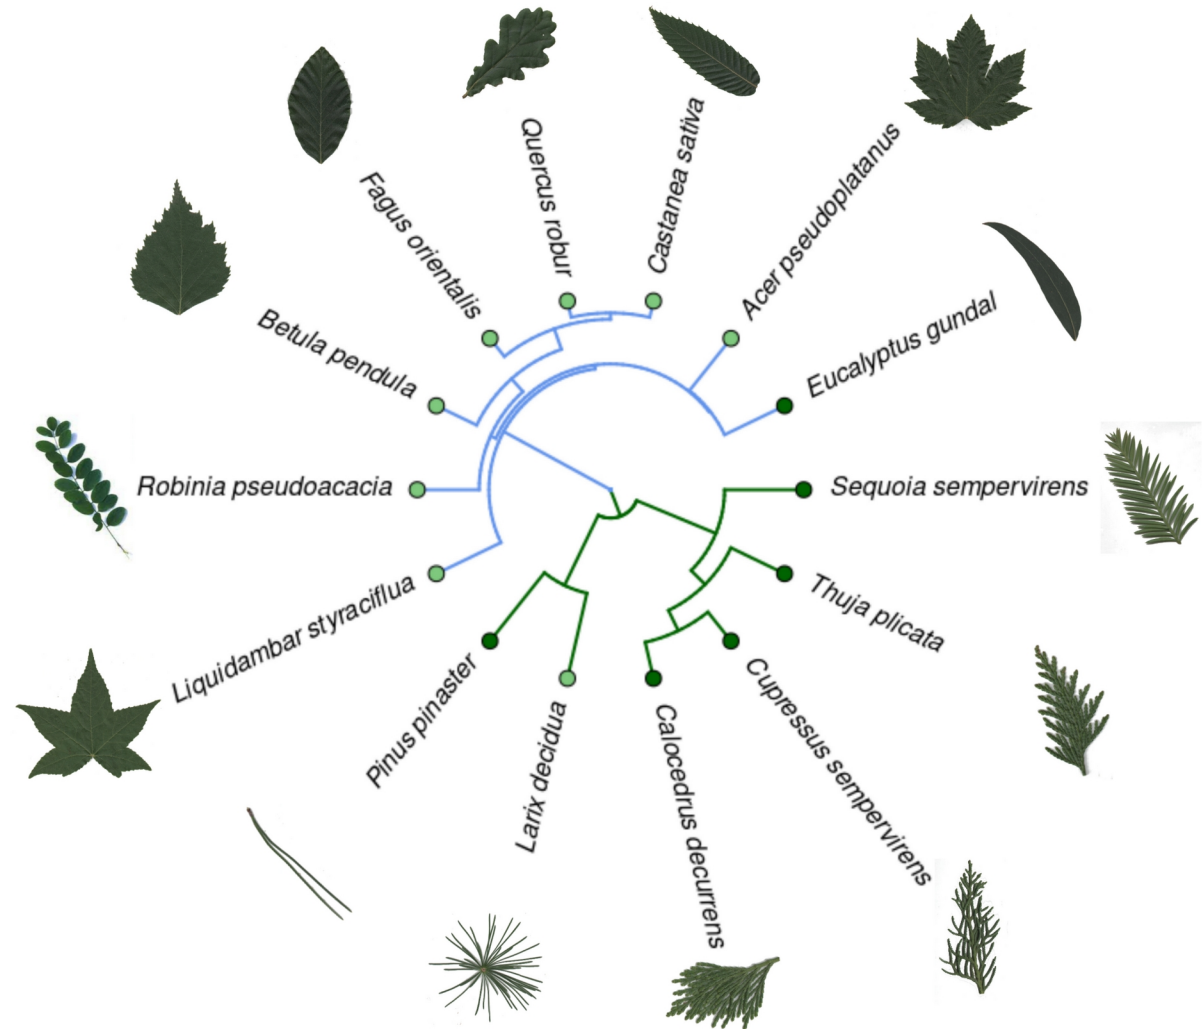 Quercus robur
Castanea sativa
Acer pseudoplatanus
Fagus orientalis
Eucalyptus gundal
Betula pendula
Robinia pseudoacacia
Sequoia sempervirens
Liquidambar styraciflua
Thuja plicata
Pinus pinaster
Larix decidua
Calocedrus decurrens
Cupressus sempervirens